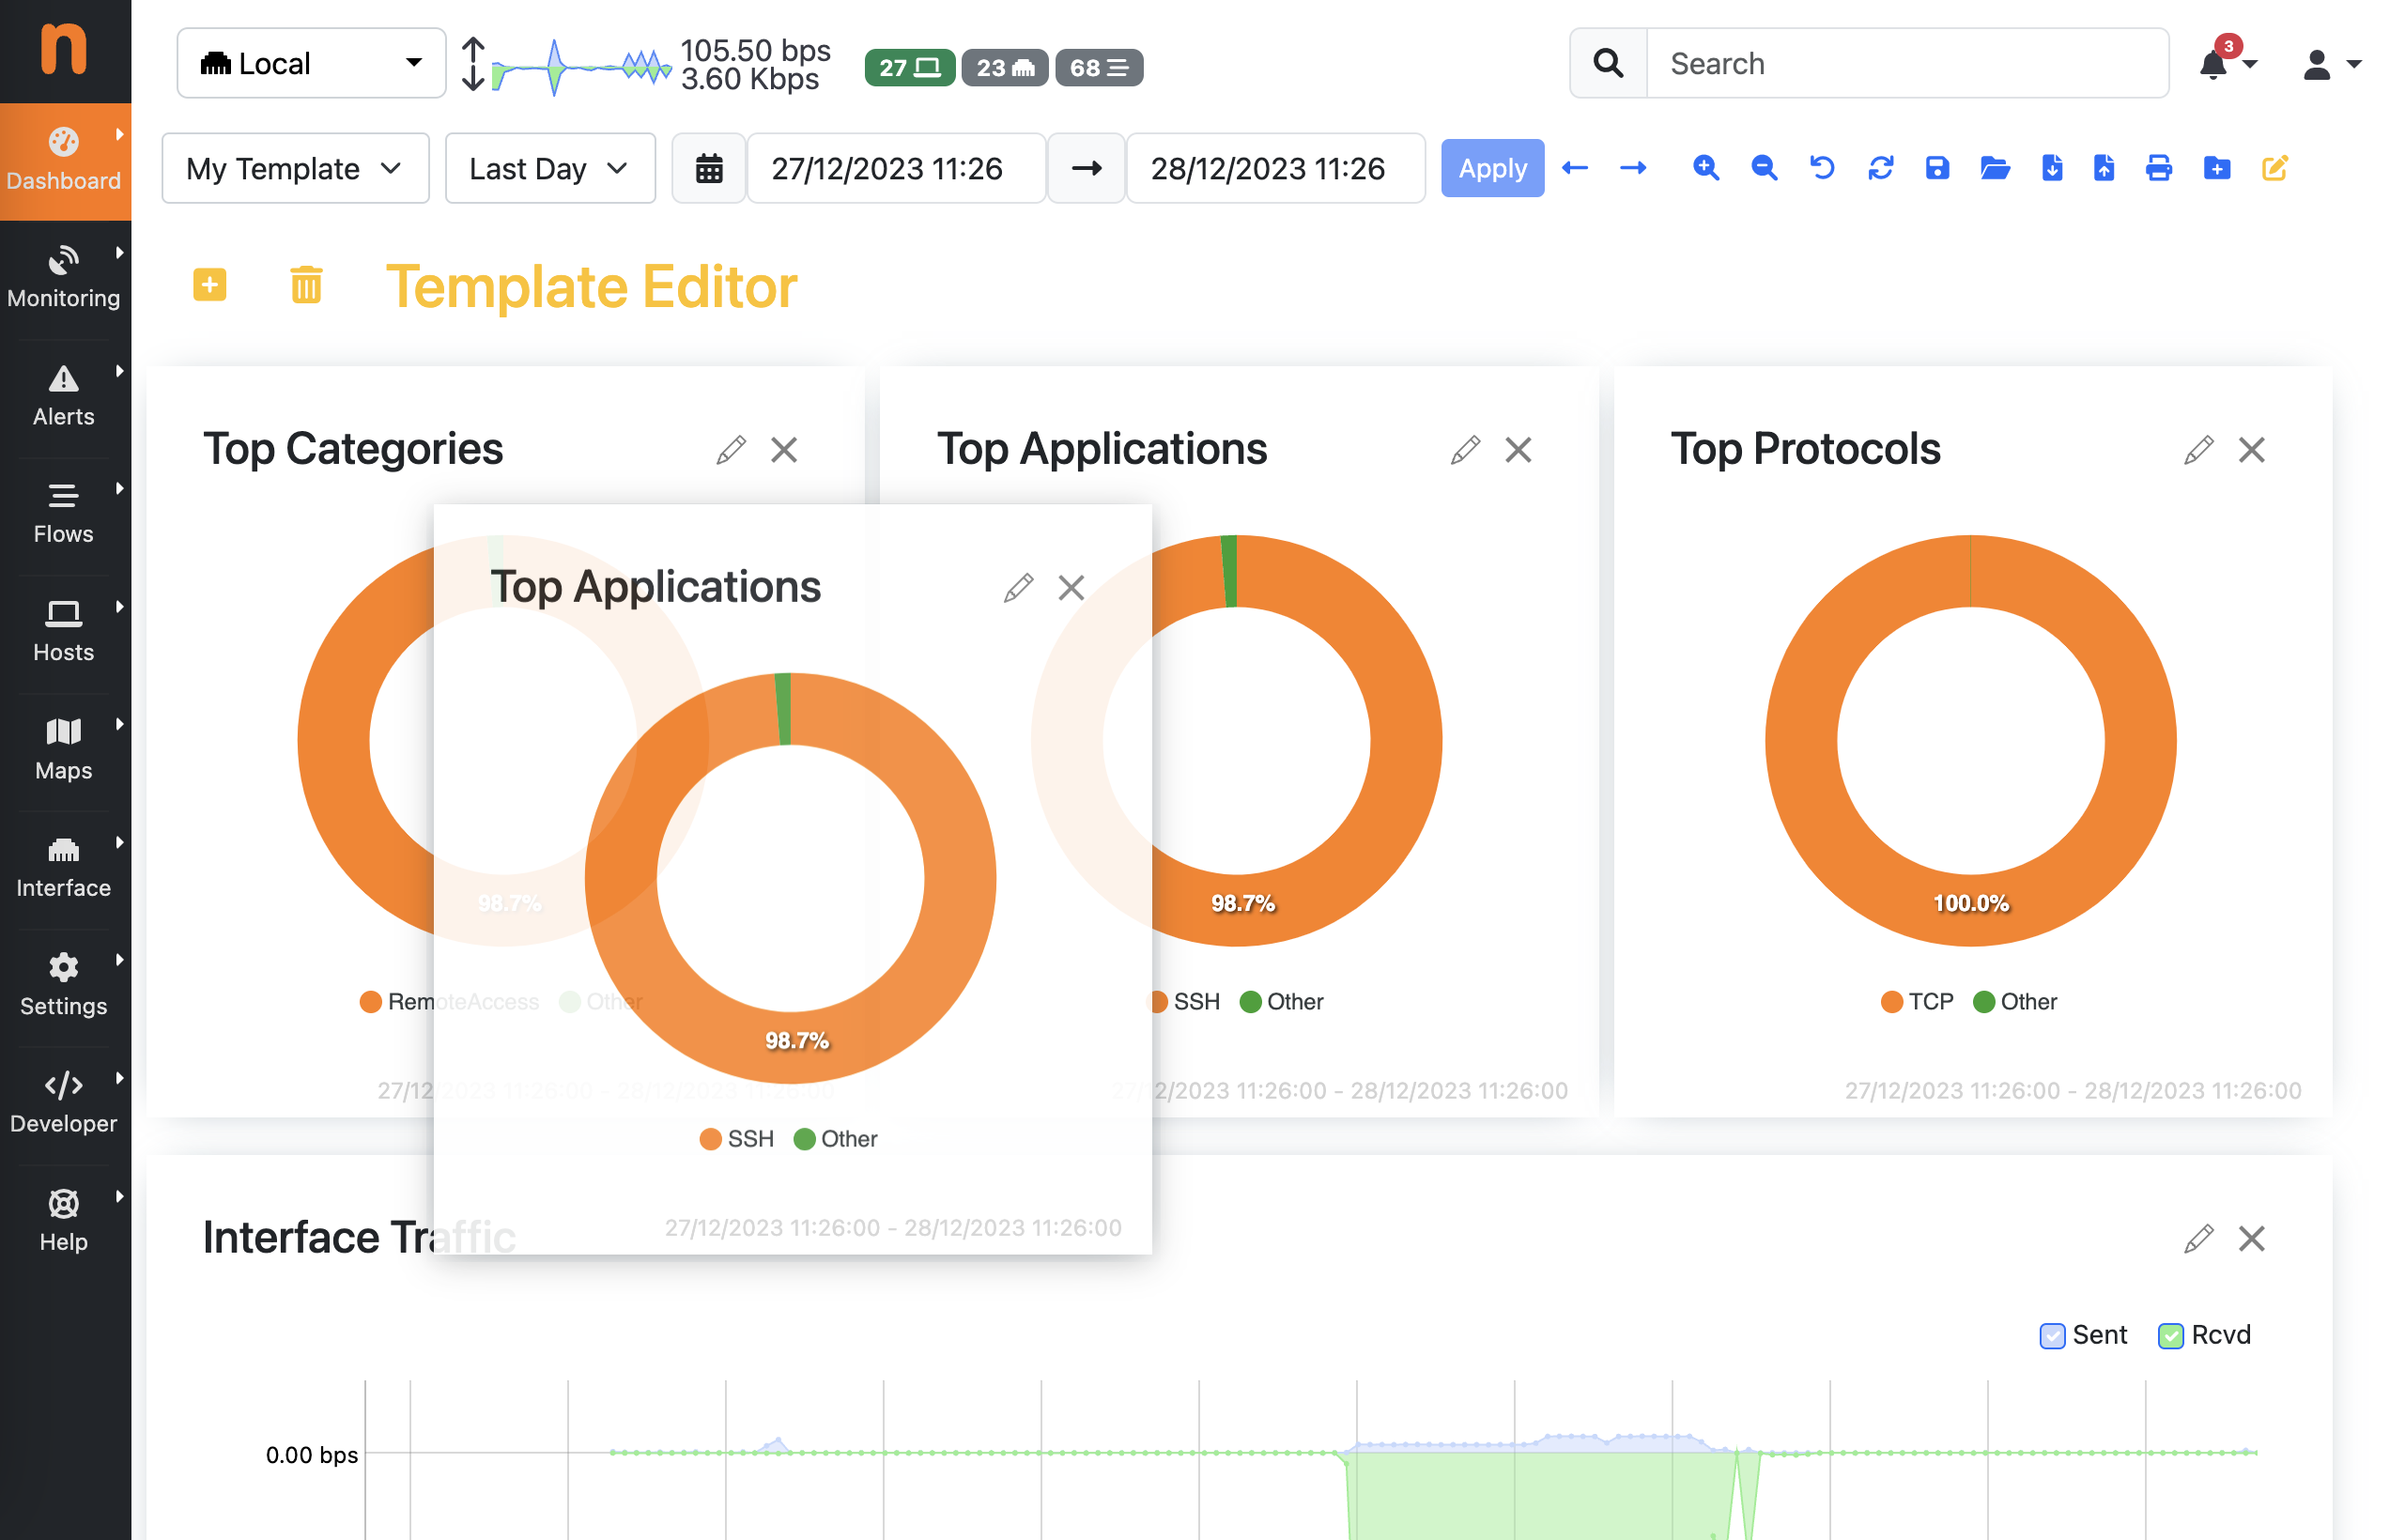 n
Local
105.50 bps
3.60 Kbps
27
23
68
Search
3
My Template
Last Day
27/12/2023 11:26
28/12/2023 11:26
Apply
Dashboard
Monitoring
Alerts
Flows
Hosts
Maps
Interface
Settings
Developer
Help
Template Editor
Top Categories
98.7%
RemoteAccess Other
27/12/2023 11:26:00 - 28/12/2023 11:26:00
Top Applications
98.7%
SSH Other
27/12/2023 11:26:00 - 28/12/2023 11:26:00
Top Applications
98.7%
SSH Other
27/12/2023 11:26:00 - 28/12/2023 11:26:00
Top Protocols
100.0%
TCP Other
27/12/2023 11:26:00 - 28/12/2023 11:26:00
Interface Traffic
Sent Rcvd
0.00 bps